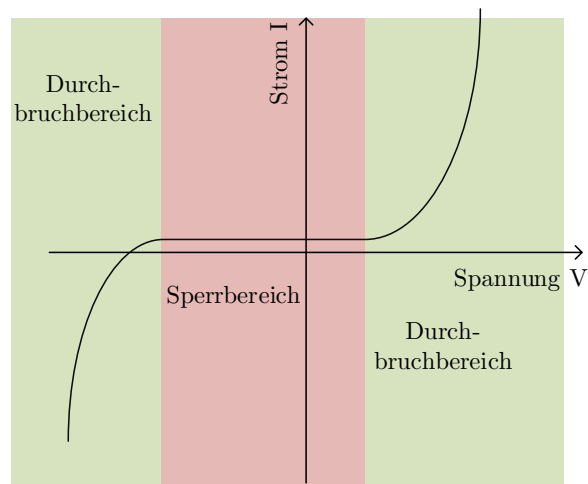 Strom I
Durch-
bruchbereich
Spannung V
Sperrbereich
Durch-
bruchbereich